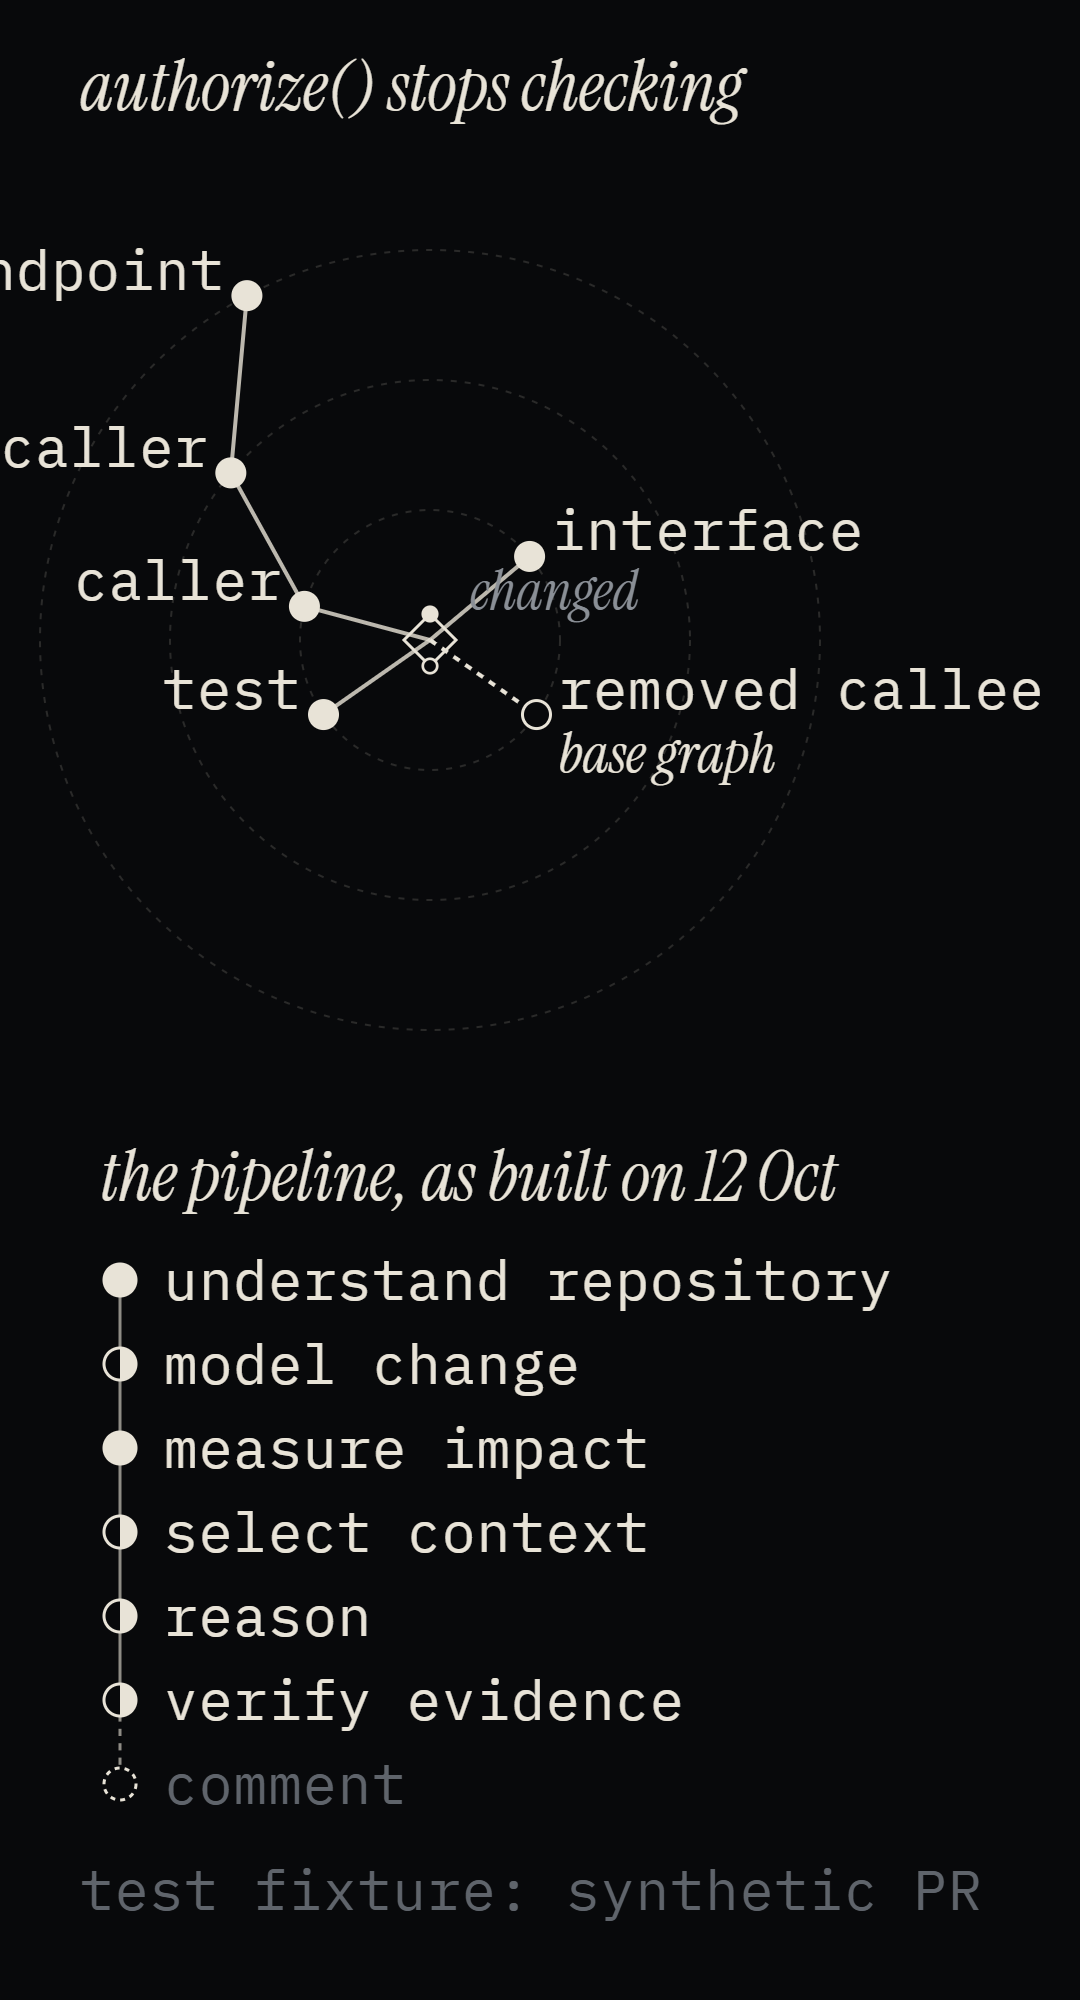 authorize() stops checking
ndpoint
caller
interface
caller
changed
test
removed callee
base graph
the pipeline, as built on 12 Oct
understand repository
model change
measure impact
select context
reason
verify evidence
comment
test fixture: synthetic PR